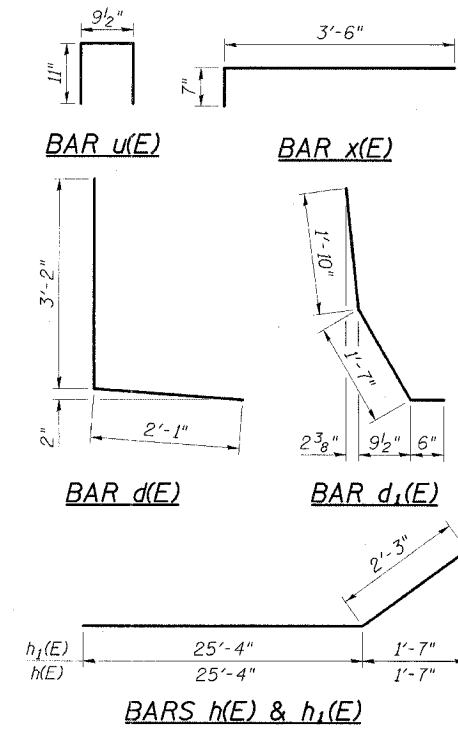 9½"
11"
BAR u(E)
3'-6"
7"
BAR x(E)
3'-2"
2"
2'-1"
BAR d(E)
1'-10"
1'-7"
2⅜"
9½"
6"
BAR d₁(E)
2'-3"
h₁(E) 25'-4" 1'-7"
h(E) 25'-4" 1'-7"
BARS h(E) & h₁(E)